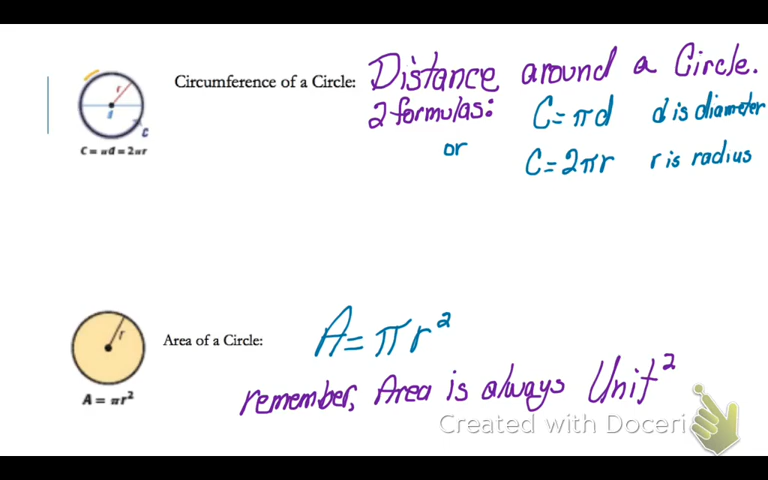 Circumference of a Circle: Distance around a Circle.
2 formulas: C = πd d is diameter
or C = 2πr r is radius
r
d
C
C = πd = 2πr
r
Area of a Circle: A = πr²
A = πr²
remember, Area is always Unit²
Created with Doceri